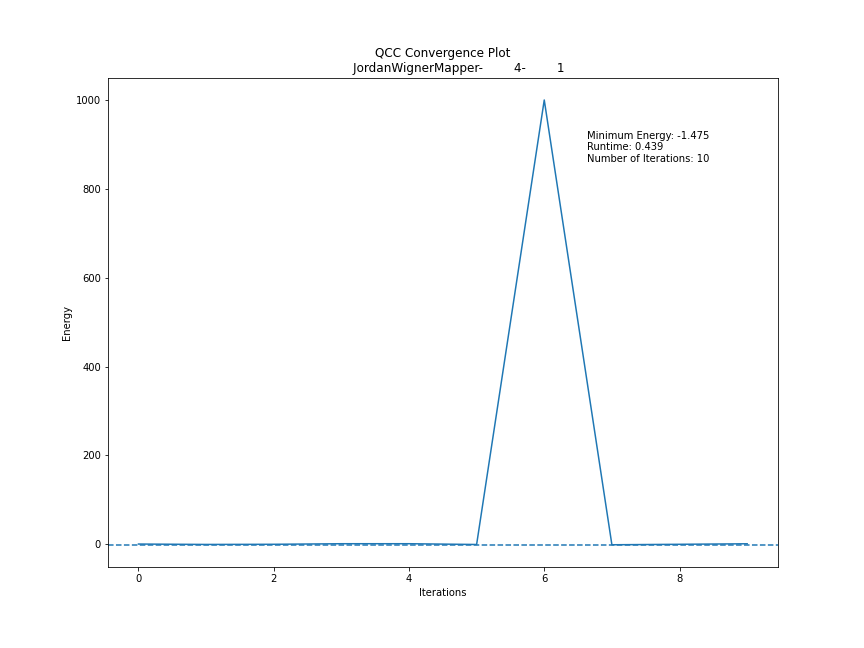 QCC Convergence Plot
JordanWignerMapper- 4- 1
1000
800
600
400
200
0
Energy
Minimum Energy: -1.475
Runtime: 0.439
Number of Iterations: 10
0 2 4 6 8
Iterations